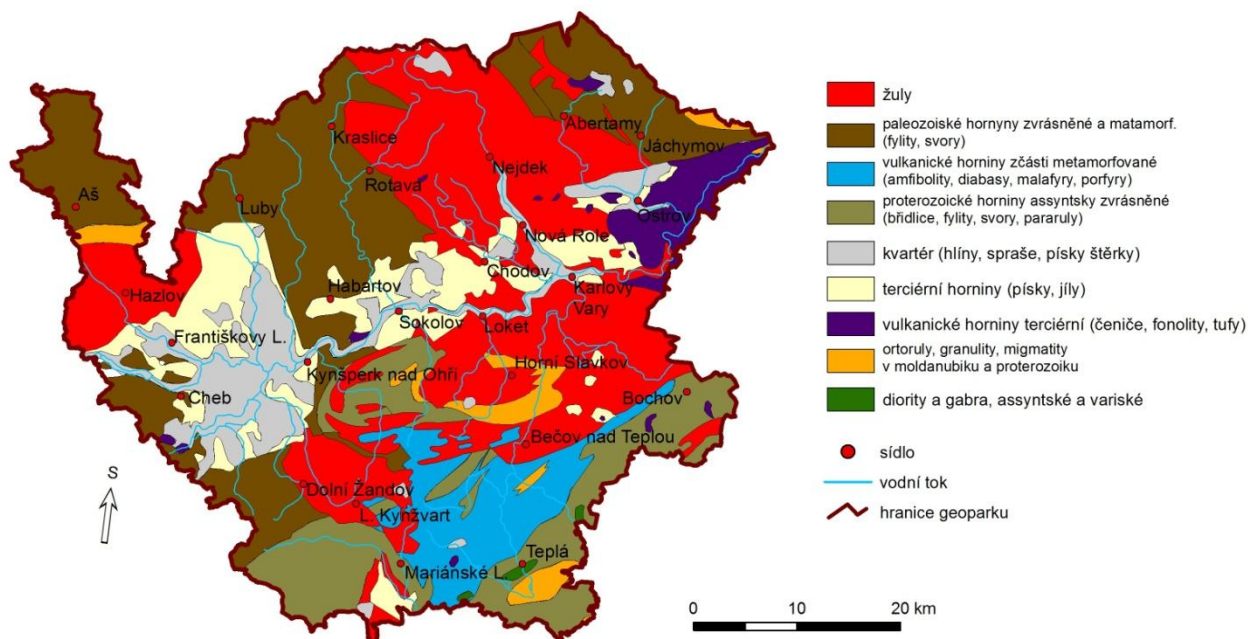 Abertamy
Kraslice
Jáchymov
Nejdek
Rotava
Aš
Luby
Ostrov
Nová Role
Chodov
Hazlov
Habartov
Karlovy
Vary
Sokolov
Loket
Františkovy L.
Kynšperk nad Ohří
Horní Slavkov
Cheb
Bochov
Bečov nad Teplou
Dolní Žandov
L. Kynžvart
Mariánské L.
Teplá
S
žuly
paleozoiské hornyny zvrásněné a matamorf.
(fylity, svory)
vulkanické horniny zčásti metamorfované
(amfibolity, diabasy, malafyry, porfyry)
proterozoické horniny assyntsky zvrásněné
(břidlice, fylity, svory, pararuly)
kvartér (hlíny, spraše, písky štěrky)
terciérní horniny (písky, jíly)
vulkanické horniny terciérní (čeniče, fonolity, tufy)
ortoruly, granulity, migmatity
v moldanubiku a proterozoiku
diority a gabra, assyntské a variské
sídlo
vodní tok
hranice geoparku
0 10 20 km